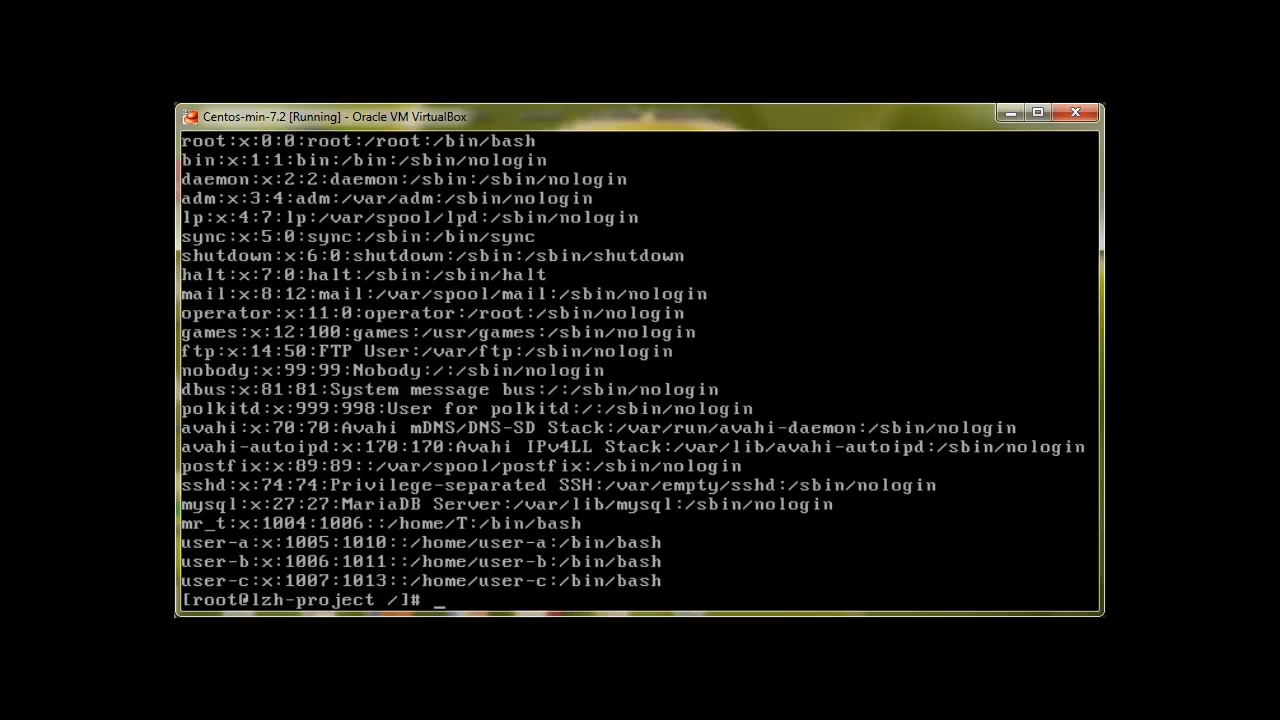 Centos-min-7.2 [Running] - Oracle VM VirtualBox
root:x:0:0:root:/root:/bin/bash
bin:x:1:1:bin:/bin:/sbin/nologin
daemon:x:2:2:daemon:/sbin:/sbin/nologin
adm:x:3:4:adm:/var/adm:/sbin/nologin
lp:x:4:7:lp:/var/spool/lpd:/sbin/nologin
sync:x:5:0:sync:/sbin:/bin/sync
shutdown:x:6:0:shutdown:/sbin:/sbin/shutdown
halt:x:7:0:halt:/sbin:/sbin/halt
mail:x:8:12:mail:/var/spool/mail:/sbin/nologin
operator:x:11:0:operator:/root:/sbin/nologin
games:x:12:100:games:/usr/games:/sbin/nologin
ftp:x:14:50:FTP User:/var/ftp:/sbin/nologin
nobody:x:99:99:Nobody:/:/sbin/nologin
dbus:x:81:81:System message bus:/:/sbin/nologin
polkitd:x:999:998:User for polkitd:/:/sbin/nologin
avahi:x:70:70:Avahi mDNS/DNS-SD Stack:/var/run/avahi-daemon:/sbin/nologin
avahi-autoipd:x:170:170:Avahi IPv4LL Stack:/var/lib/avahi-autoipd:/sbin/nologin
postfix:x:89:89::/var/spool/postfix:/sbin/nologin
sshd:x:74:74:Privilege-separated SSH:/var/empty/sshd:/sbin/nologin
mysql:x:27:27:MariaDB Server:/var/lib/mysql:/sbin/nologin
mr_t:x:1004:1006::/home/T:/bin/bash
user-a:x:1005:1010::/home/user-a:/bin/bash
user-b:x:1006:1011::/home/user-b:/bin/bash
user-c:x:1007:1013::/home/user-c:/bin/bash
[root@lzh-project /]# _